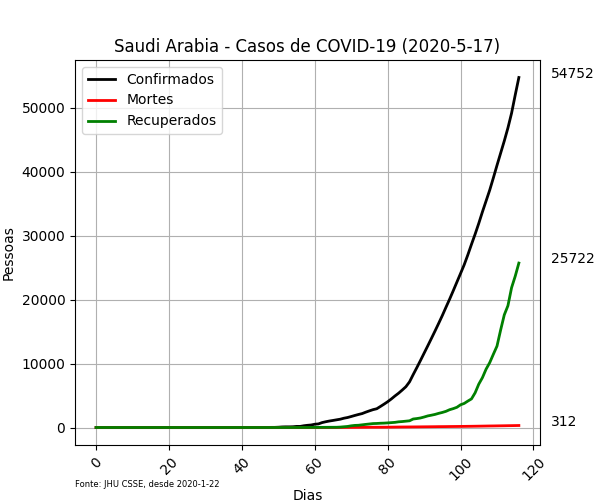 Saudi Arabia - Casos de COVID-19 (2020-5-17)
Confirmados
Mortes
Recuperados
54752
25722
312
Pessoas
50000
40000
30000
20000
10000
0
0 20 40 60 80 100 120
Dias
Fonte: JHU CSSE, desde 2020-1-22